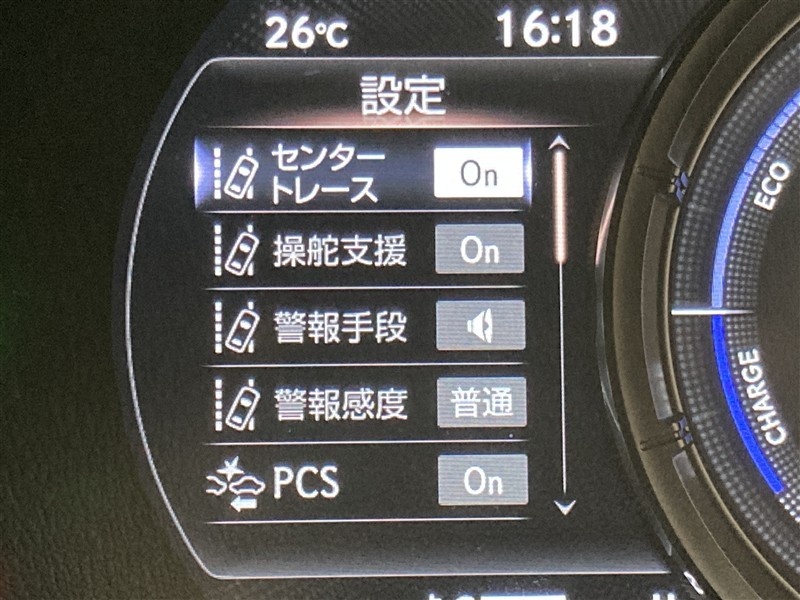 26℃ 16:18
設定
センター
トレース On
操舵支援 On
警報手段
警報感度 普通
PCS On
ECO
CHARGE